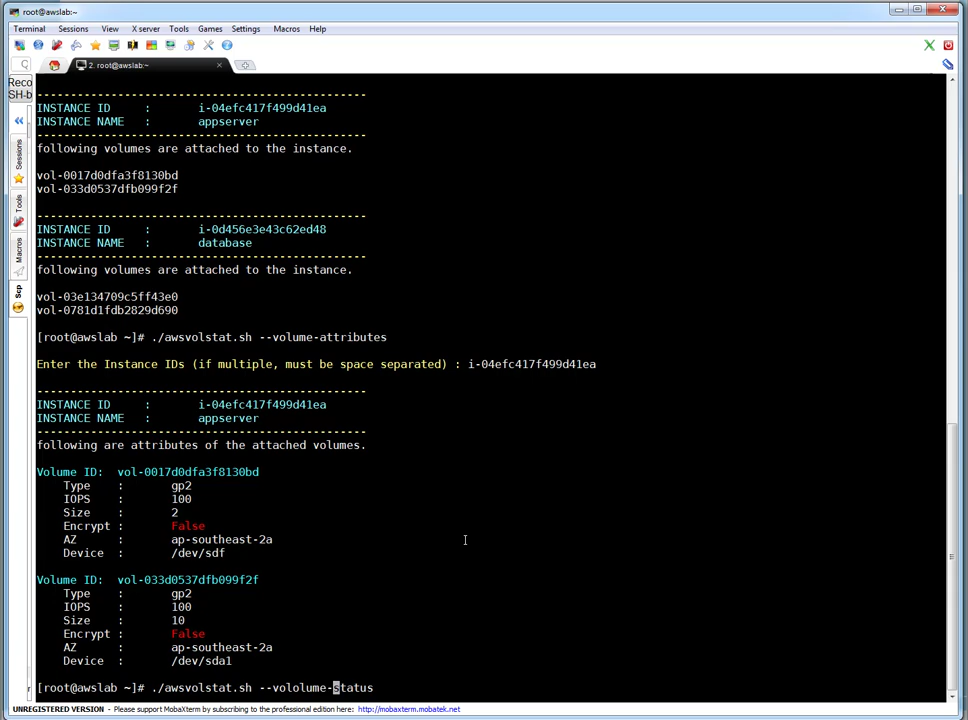 root@awslab:~
Terminal Sessions View X server Tools Games Settings Macros Help
2. root@awslab:~
Reco
SH-b
Sessions
Tools
Macros
Scp
--------------------------------------------------
INSTANCE ID : i-04efc417f499d41ea
INSTANCE NAME : appserver
--------------------------------------------------
following volumes are attached to the instance.
vol-0017d0dfa3f8130bd
vol-033d0537dfb099f2f
--------------------------------------------------
INSTANCE ID : i-0d456e3e43c62ed48
INSTANCE NAME : database
--------------------------------------------------
following volumes are attached to the instance.
vol-03e134709c5ff43e0
vol-0781d1fdb2829d690
[root@awslab ~]# ./awsvolstat.sh --volume-attributes
Enter the Instance IDs (if multiple, must be space separated) : i-04efc417f499d41ea
--------------------------------------------------
INSTANCE ID : i-04efc417f499d41ea
INSTANCE NAME : appserver
--------------------------------------------------
following are attributes of the attached volumes.
Volume ID: vol-0017d0dfa3f8130bd
Type : gp2
IOPS : 100
Size : 2
Encrypt : False
AZ : ap-southeast-2a
Device : /dev/sdf
Volume ID: vol-033d0537dfb099f2f
Type : gp2
IOPS : 100
Size : 10
Encrypt : False
AZ : ap-southeast-2a
Device : /dev/sda1
[root@awslab ~]# ./awsvolstat.sh --vololume-status
UNREGISTERED VERSION - Please support MobaXterm by subscribing to the professional edition here: http://mobaxterm.mobatek.net